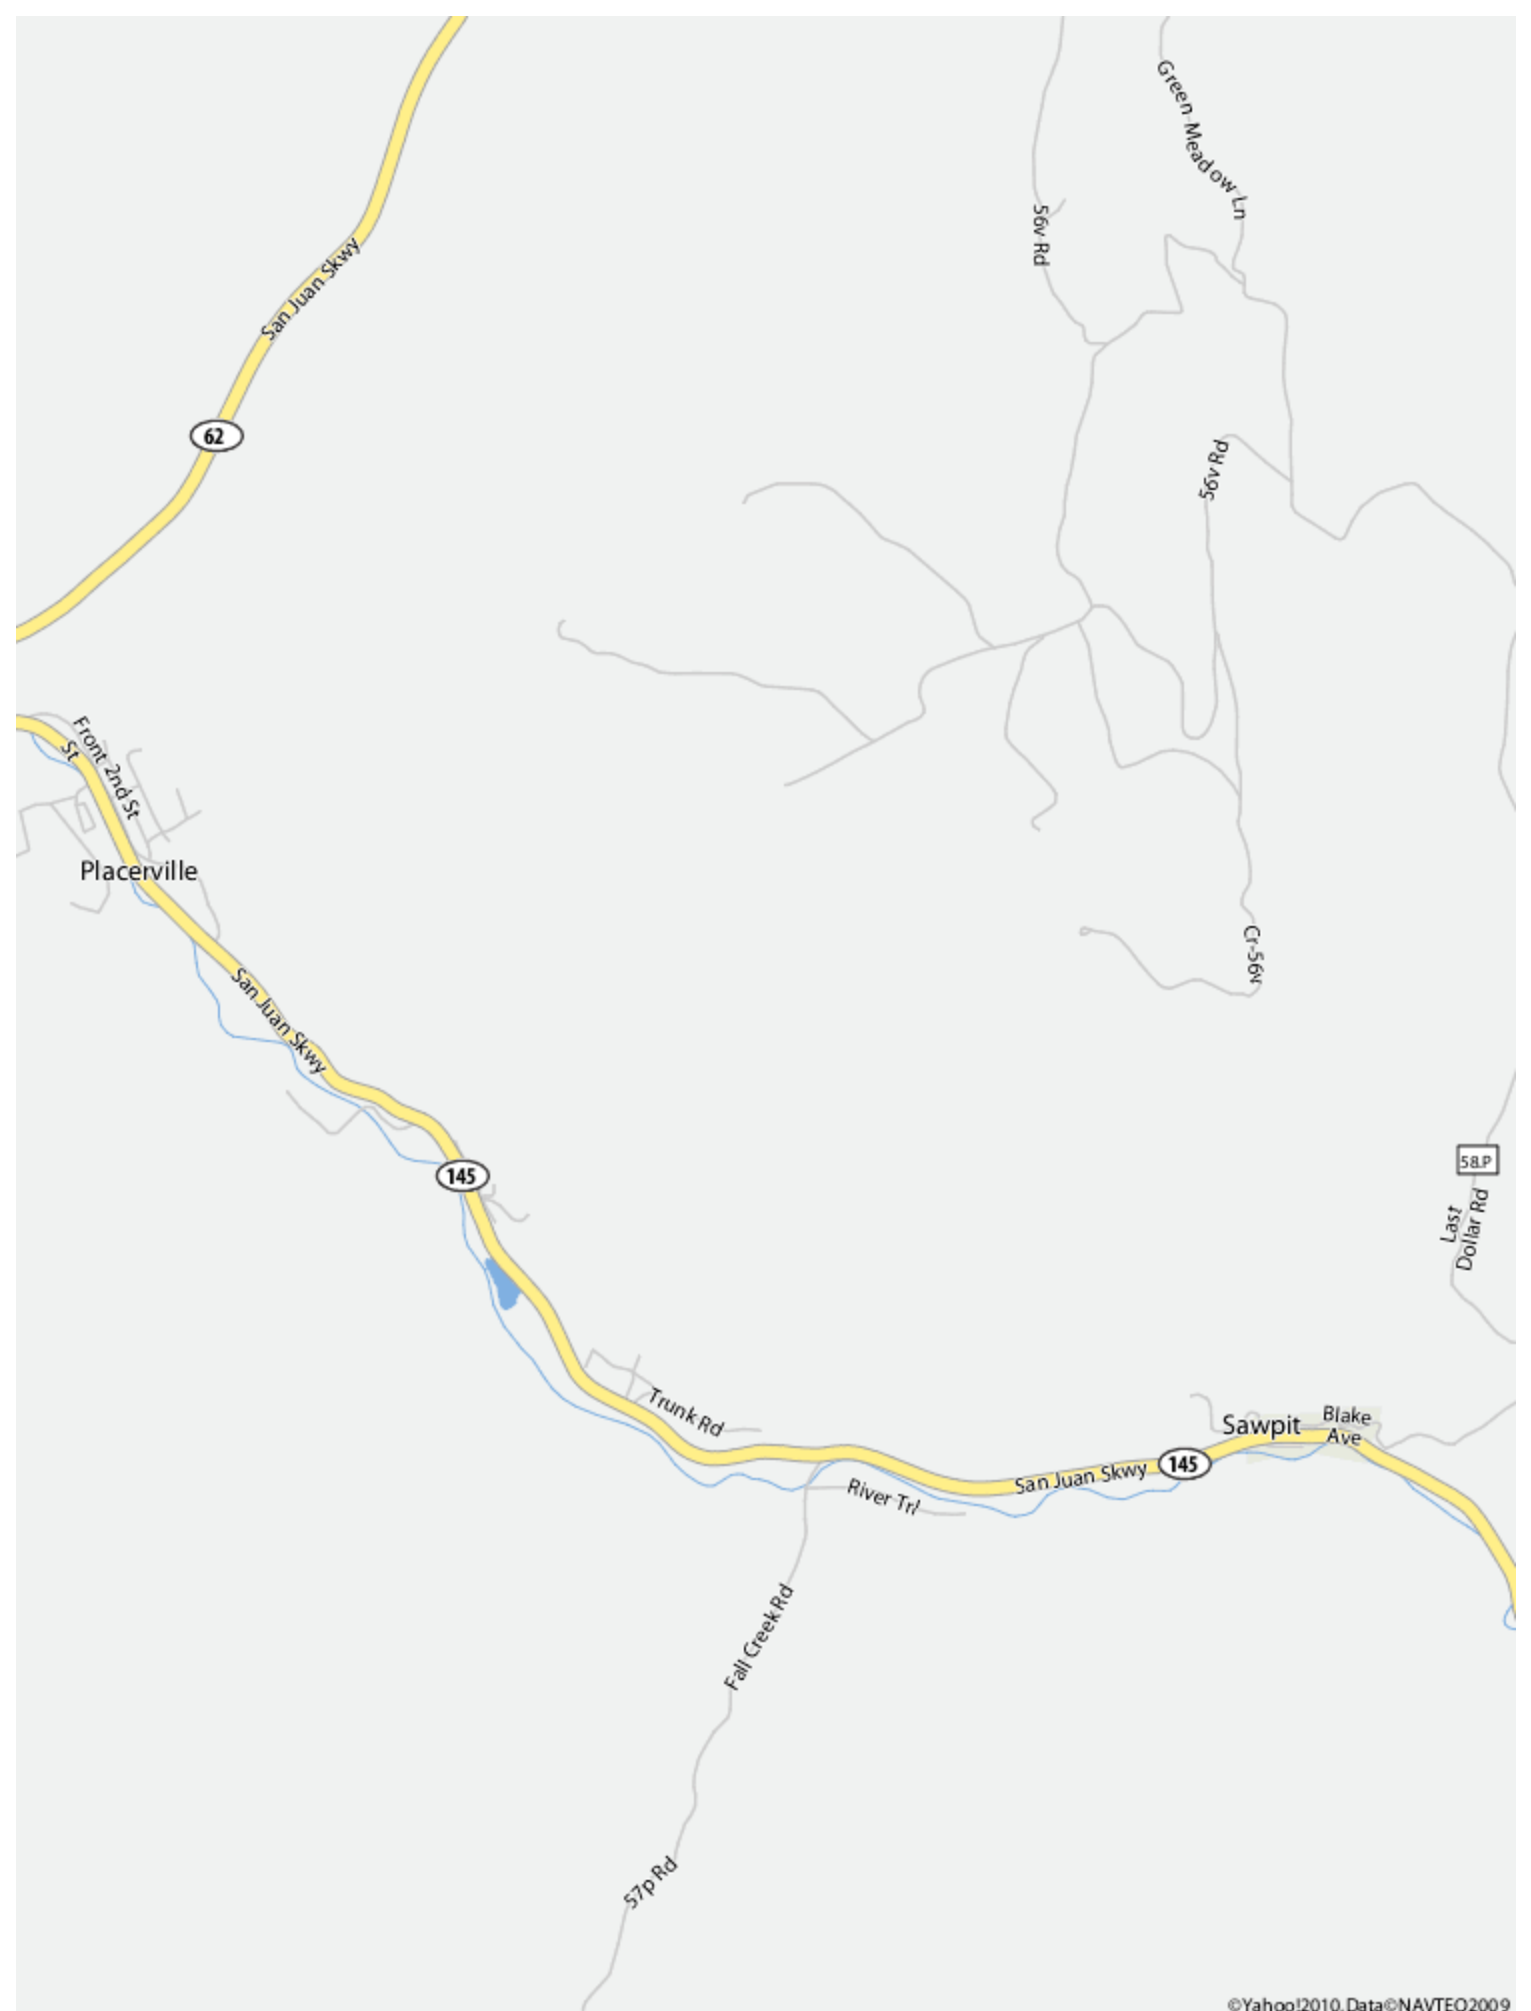 Green Meadow Ln
56v Rd
San Juan Skwy
62
56v Rd
Front
St
2nd St
Placerville
Cr-56v
San Juan Skwy
145
58.P
Last
Dollar Rd
Trunk Rd
Sawpit
Blake
Ave
145
San Juan Skwy
River Trl
Fall Creek Rd
57p Rd
©Yahoo!2010, Data©NAVTEQ2009